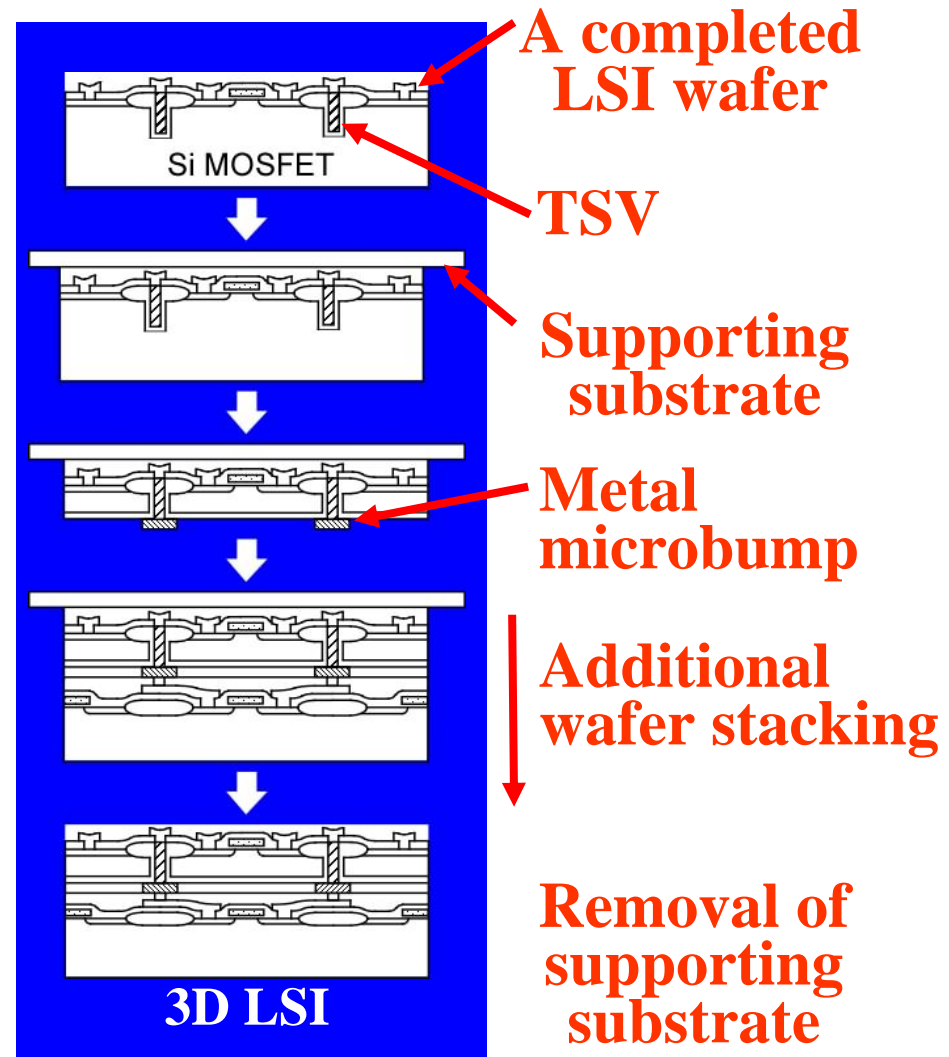 A completed
LSI wafer
Si MOSFET
TSV
Supporting
substrate
Metal
microbump
Additional
wafer stacking
Removal of
supporting
substrate
3D LSI